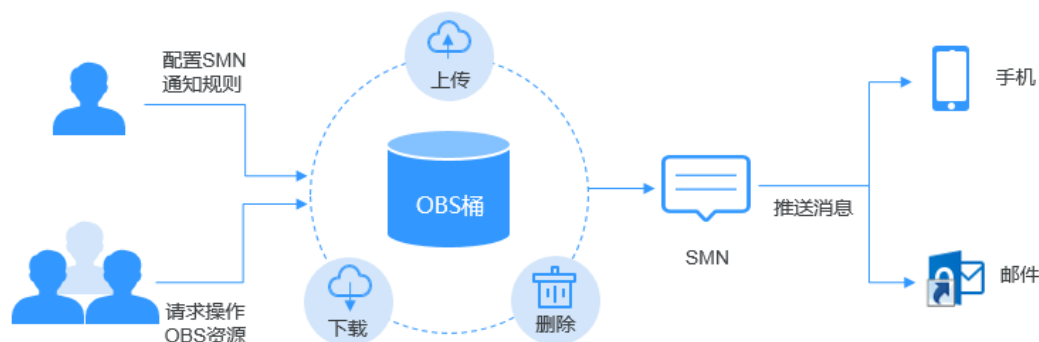 配置SMN
通知规则
上传
手机
OBS桶
推送消息
SMN
请求操作
OBS资源
下载
删除
邮件